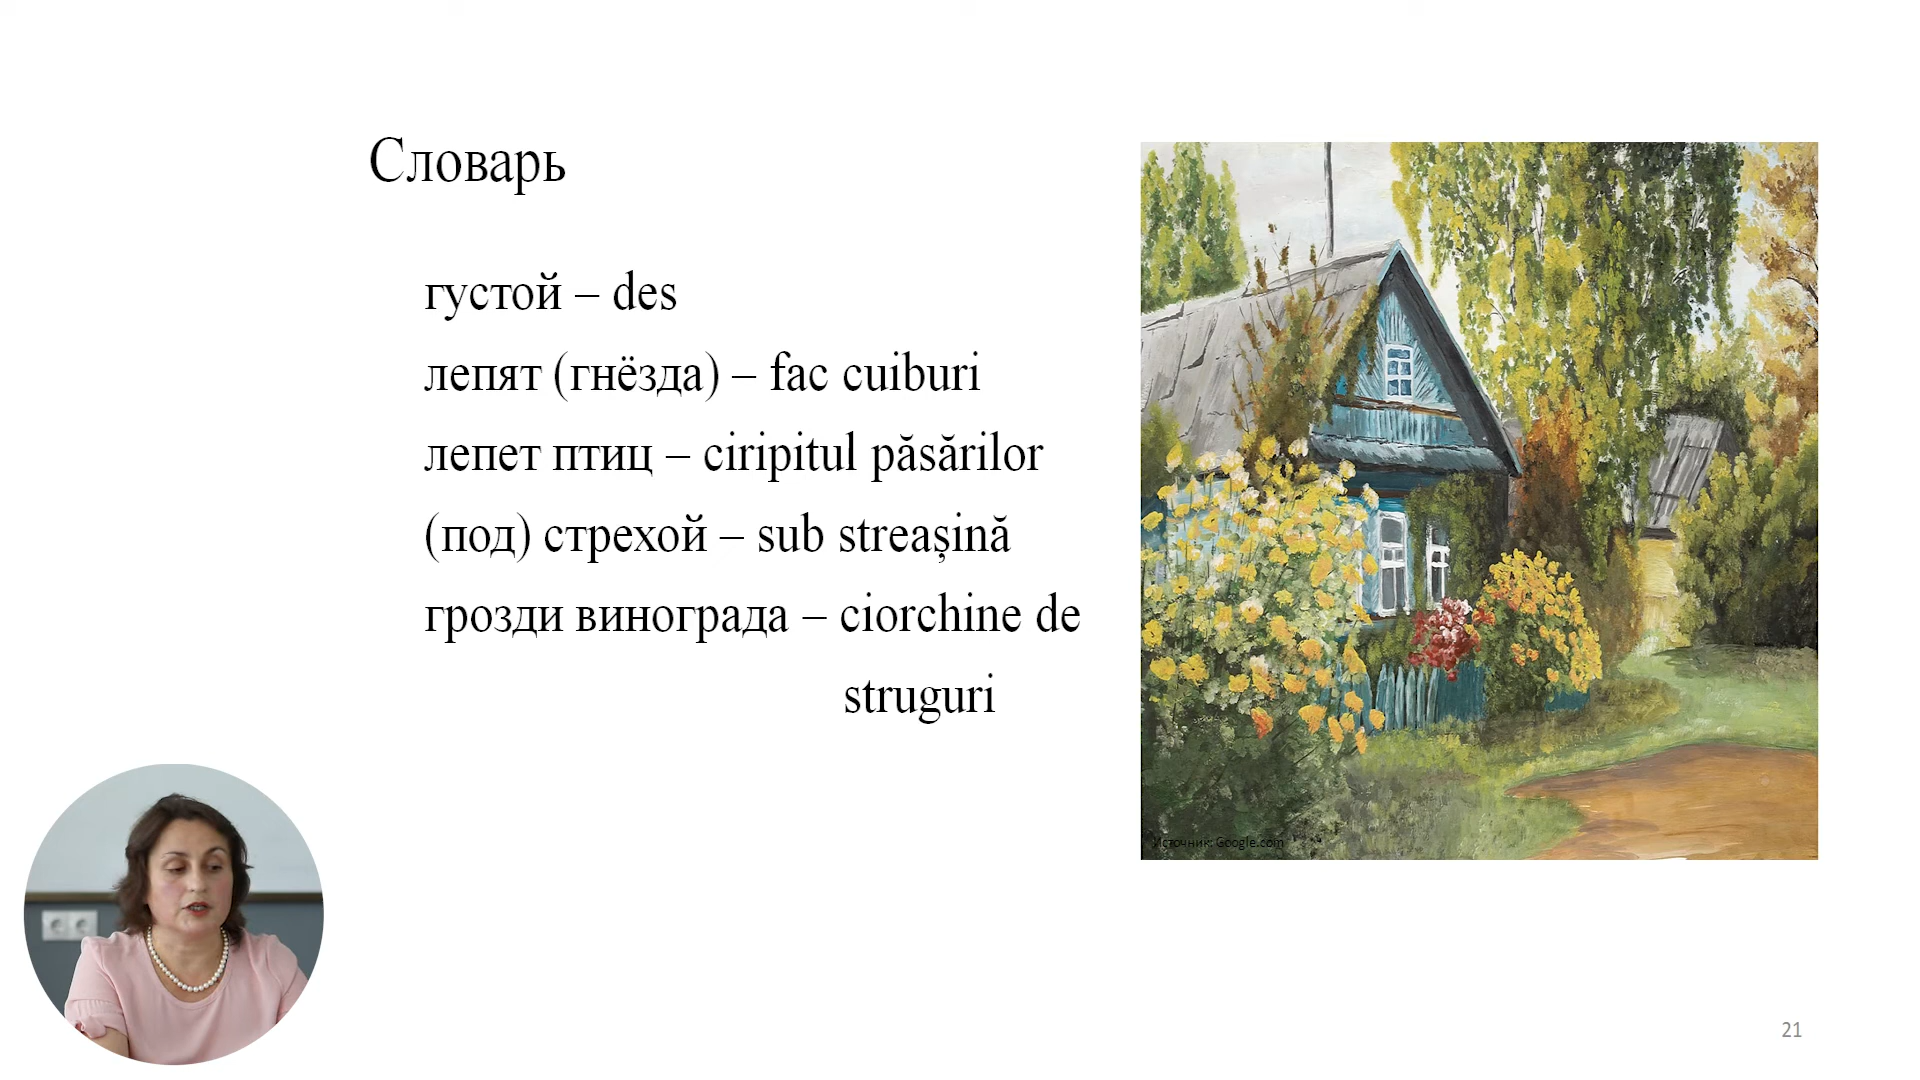 Словарь
густой – des
лепят (гнёзда) – fac cuiburi
лепет птиц – ciripitul păsărilor
(под) стрехой – sub streașină
грозди винограда – ciorchine de
struguri
Источник: Google.com
21